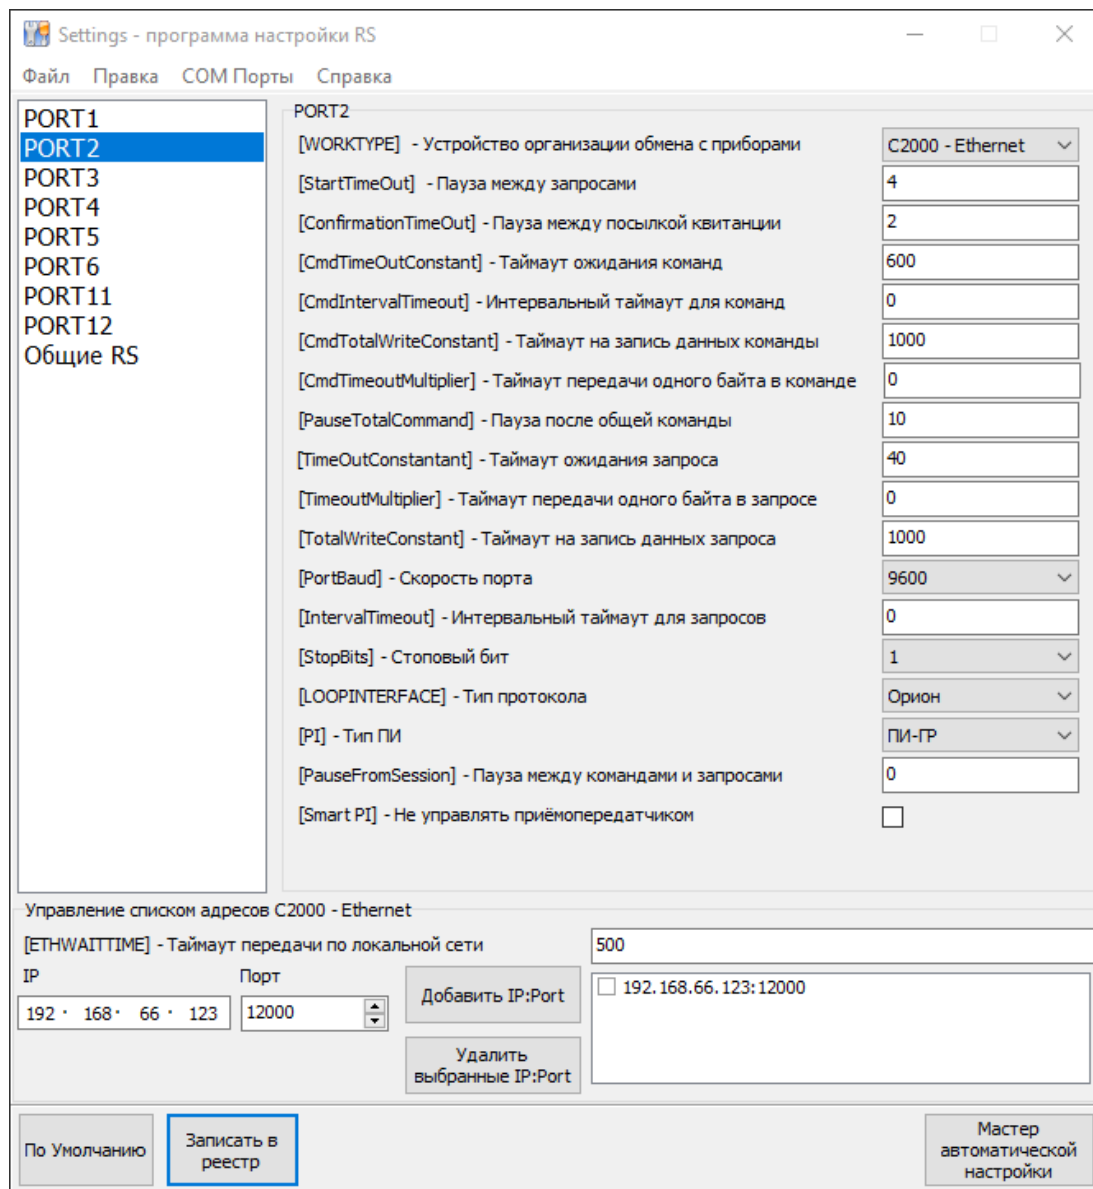 Settings - программа настройки RS
Файл Правка COM Порты Справка
PORT1
PORT2
PORT3
PORT4
PORT5
PORT6
PORT11
PORT12
Общие RS
PORT2
[WORKTYPE] - Устройство организации обмена с приборами С2000 - Ethernet
[StartTimeOut] - Пауза между запросами 4
[ConfirmationTimeOut] - Пауза между посылкой квитанции 2
[CmdTimeOutConstant] - Таймаут ожидания команд 600
[CmdIntervalTimeout] - Интервальный таймаут для команд 0
[CmdTotalWriteConstant] - Таймаут на запись данных команды 1000
[CmdTimeoutMultiplier] - Таймаут передачи одного байта в команде 0
[PauseTotalCommand] - Пауза после общей команды 10
[TimeOutConstantant] - Таймаут ожидания запроса 40
[TimeoutMultiplier] - Таймаут передачи одного байта в запросе 0
[TotalWriteConstant] - Таймаут на запись данных запроса 1000
[PortBaud] - Скорость порта 9600
[IntervalTimeout] - Интервальный таймаут для запросов 0
[StopBits] - Стоповый бит 1
[LOOPINTERFACE] - Тип протокола Орион
[PI] - Тип ПИ ПИ-ГР
[PauseFromSession] - Пауза между командами и запросами 0
[Smart PI] - Не управлять приёмопередатчиком
Управление списком адресов С2000 - Ethernet
[ETHWAITTIME] - Таймаут передачи по локальной сети 500
IP Порт
192 . 168 . 66 . 123 12000
Добавить IP:Port
192.168.66.123:12000
Удалить
выбранные IP:Port
По Умолчанию
Записать в
реестр
Мастер
автоматической
настройки